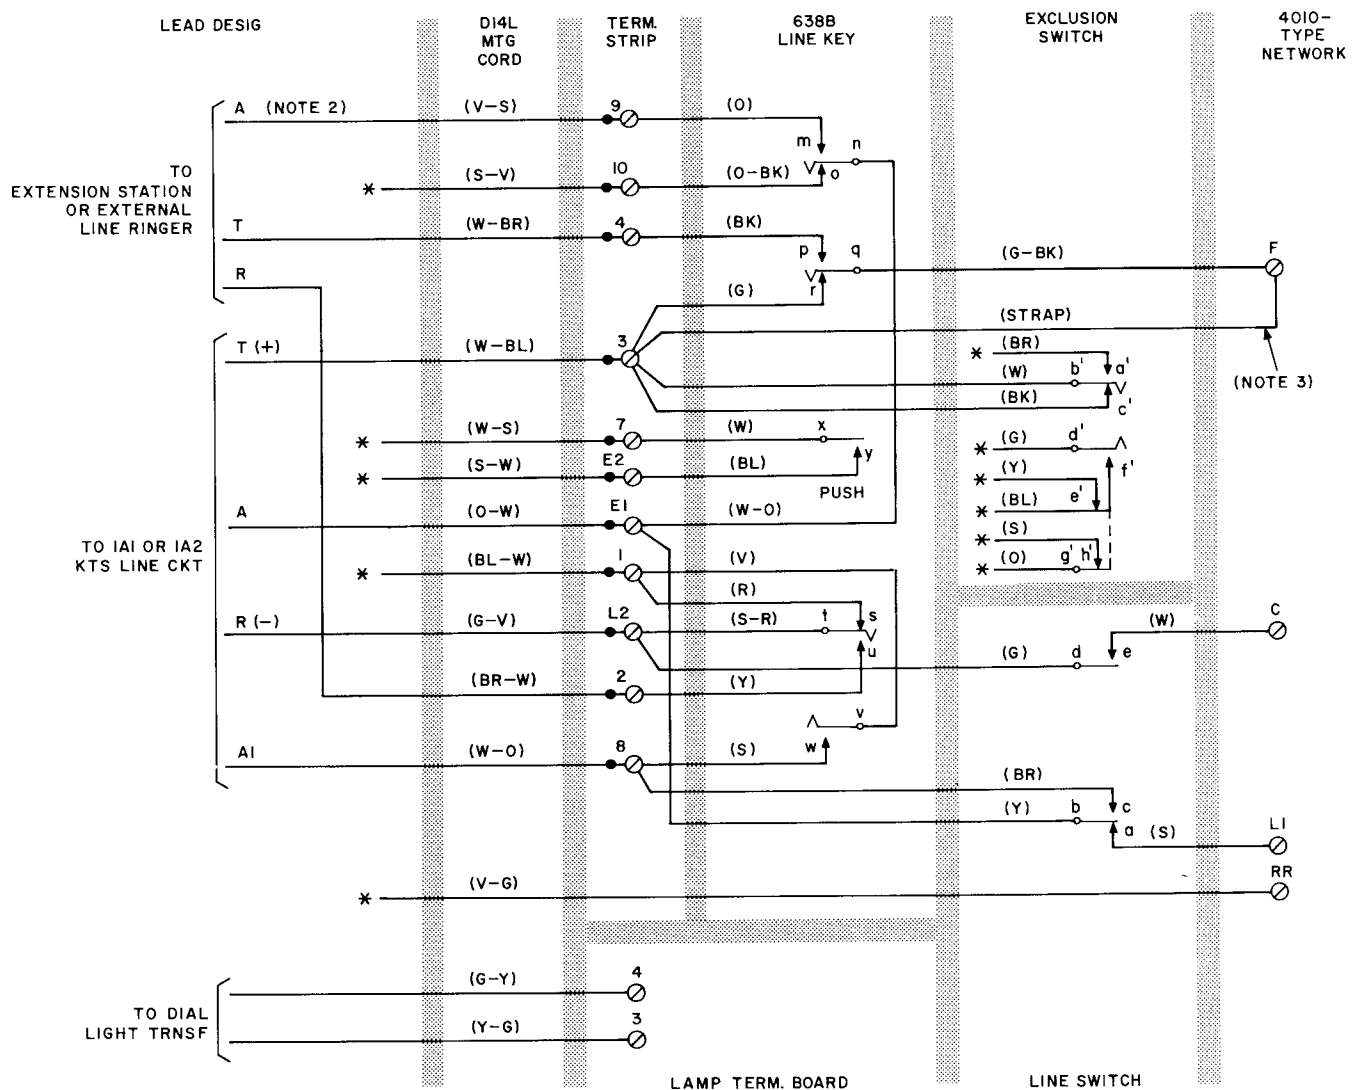 LEAD DESIG
D14L
MTG
CORD
TERM.
STRIP
638B
LINE KEY
EXCLUSION
SWITCH
4010-
TYPE
NETWORK
A (NOTE 2) (V-S) 9 (O)
m n
TO
EXTENSION STATION
OR EXTERNAL
LINE RINGER
* (S-V) 10 (O-BK) o
T (W-BR) 4 (BK)
p q (G-BK) F
R
(G) r
(STRAP)
T (+) (W-BL) 3
* (BR)
(W) b' a'
(NOTE 3)
(BK) c'
* (W-S) 7 (W) x
* (G) d'
* (S-W) E2 (BL) y
PUSH
* (Y) e' f'
* (BL)
A (O-W) E1 (W-O)
* (S)
* (O) g' h'
TO 1A1 OR 1A2
KTS LINE CKT
* (BL-W) 1 (V)
(R)
R (-) (G-V) L2 (S-R) t s
u
(W) C
(G) d e
(BR-W) 2 (Y)
v
A1 (W-O) 8 (S) w
(BR)
(Y) b c
a (S) L1
* (V-G) RR
TO DIAL
LIGHT TRNSF
(G-Y) 4
(Y-G) 3
LAMP TERM. BOARD
LINE SWITCH